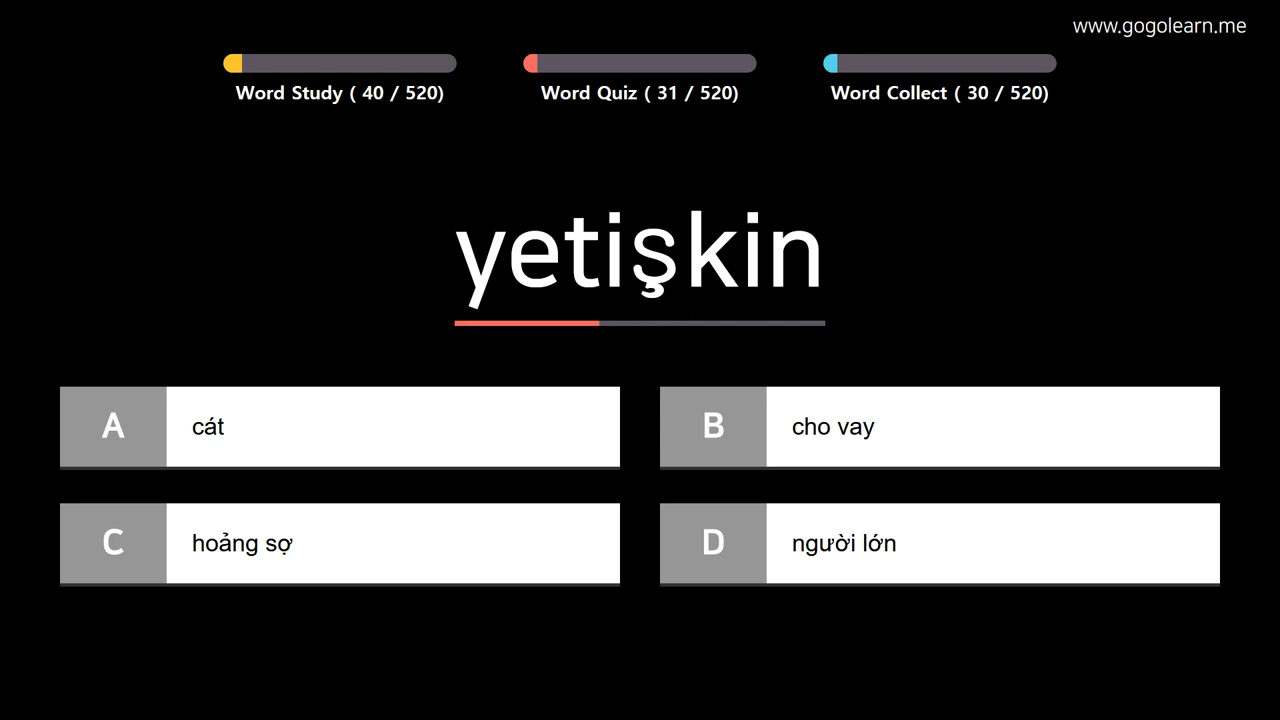 www.gogolearn.me
Word Study ( 40 / 520)
Word Quiz ( 31 / 520)
Word Collect ( 30 / 520)
yetişkin
A cát
B cho vay
C hoảng sợ
D người lớn